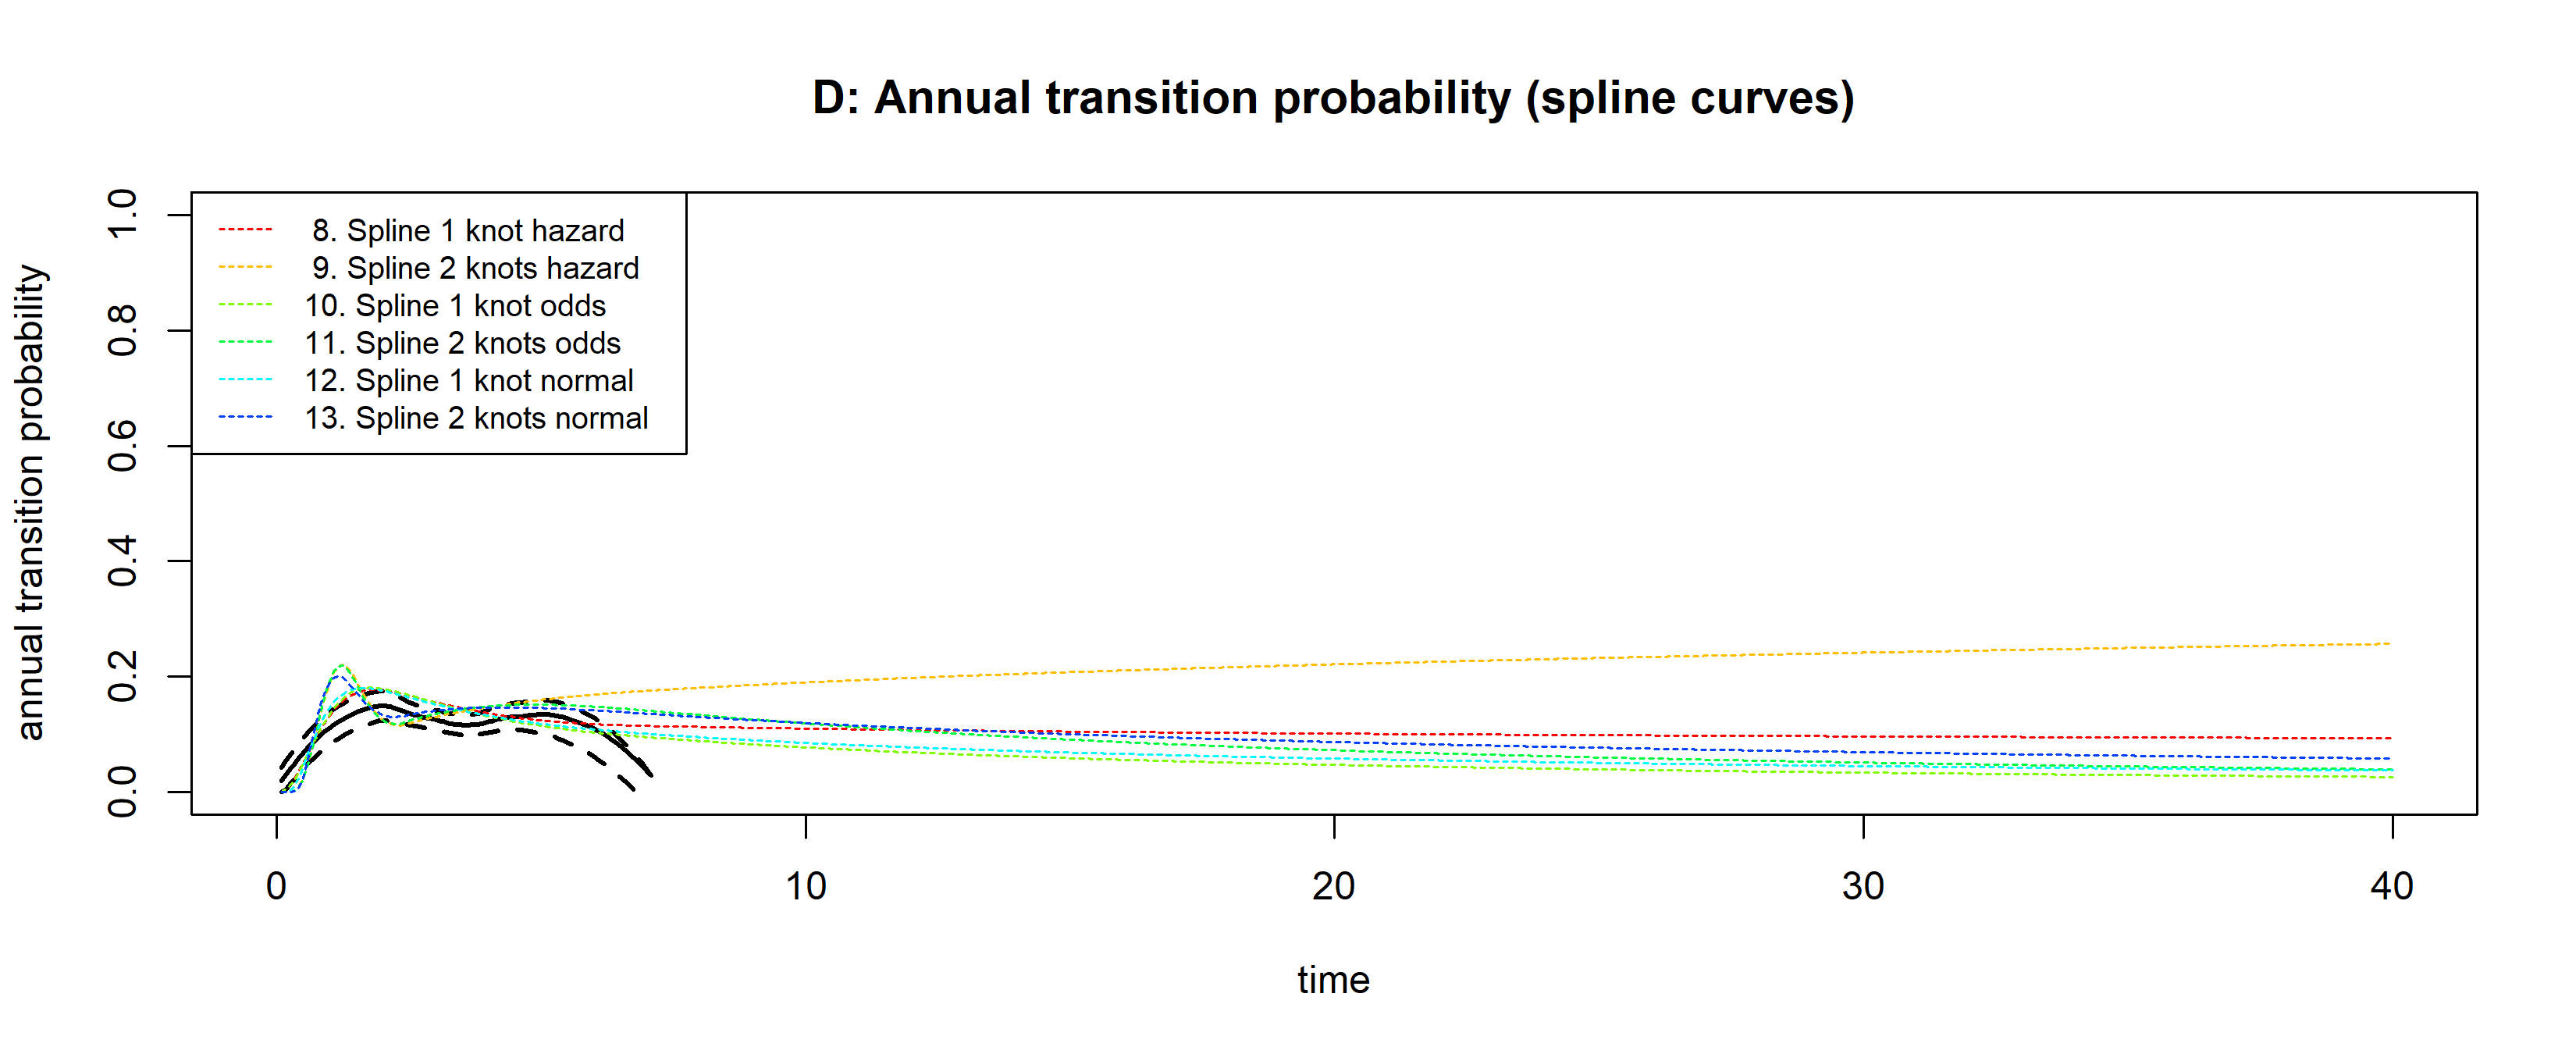 D: Annual transition probability (spline curves)
annual transition probability
1.0
0.8
0.6
0.4
0.2
0.0
8. Spline 1 knot hazard
9. Spline 2 knots hazard
10. Spline 1 knot odds
11. Spline 2 knots odds
12. Spline 1 knot normal
13. Spline 2 knots normal
0 10 20 30 40
time